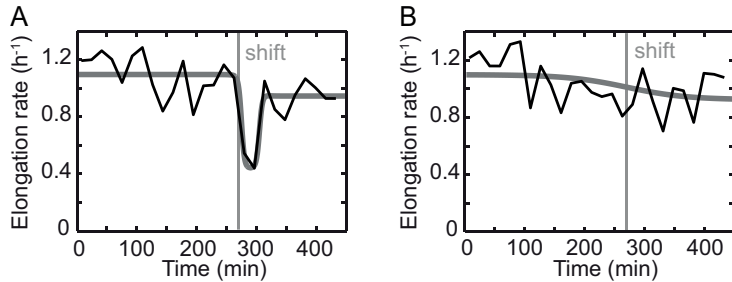 A
Elongation rate (h⁻¹)
1.2
0.8
0.4
0
shift
0 100 200 300 400
Time (min)
B
Elongation rate (h⁻¹)
1.2
0.8
0.4
0
shift
0 100 200 300 400
Time (min)